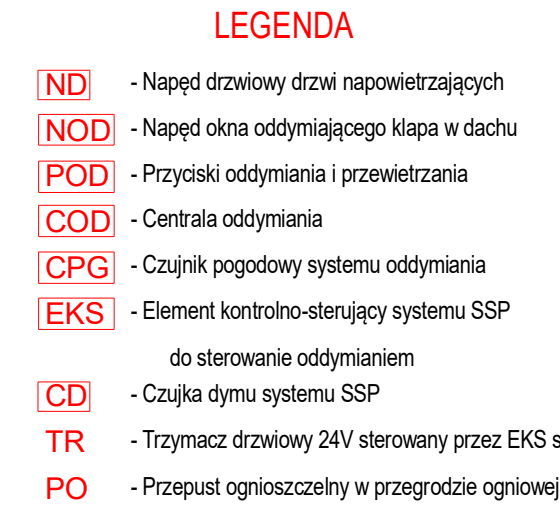 LEGENDA
ND - Napęd drzwiowy drzwi napowietrzających
NOD - Napęd okna oddymiającego klapa w dachu
POD - Przyciski oddymiania i przewietrzania
COD - Centrala oddymiania
CPG - Czujnik pogodowy systemu oddymiania
EKS - Element kontrolno-sterujący systemu SSP
do sterowanie oddymianiem
CD - Czujka dymu systemu SSP
TR - Trzymacz drzwiowy 24V sterowany przez EKS
PO - Przepust ognioszczelny w przegrodzie ogniowej